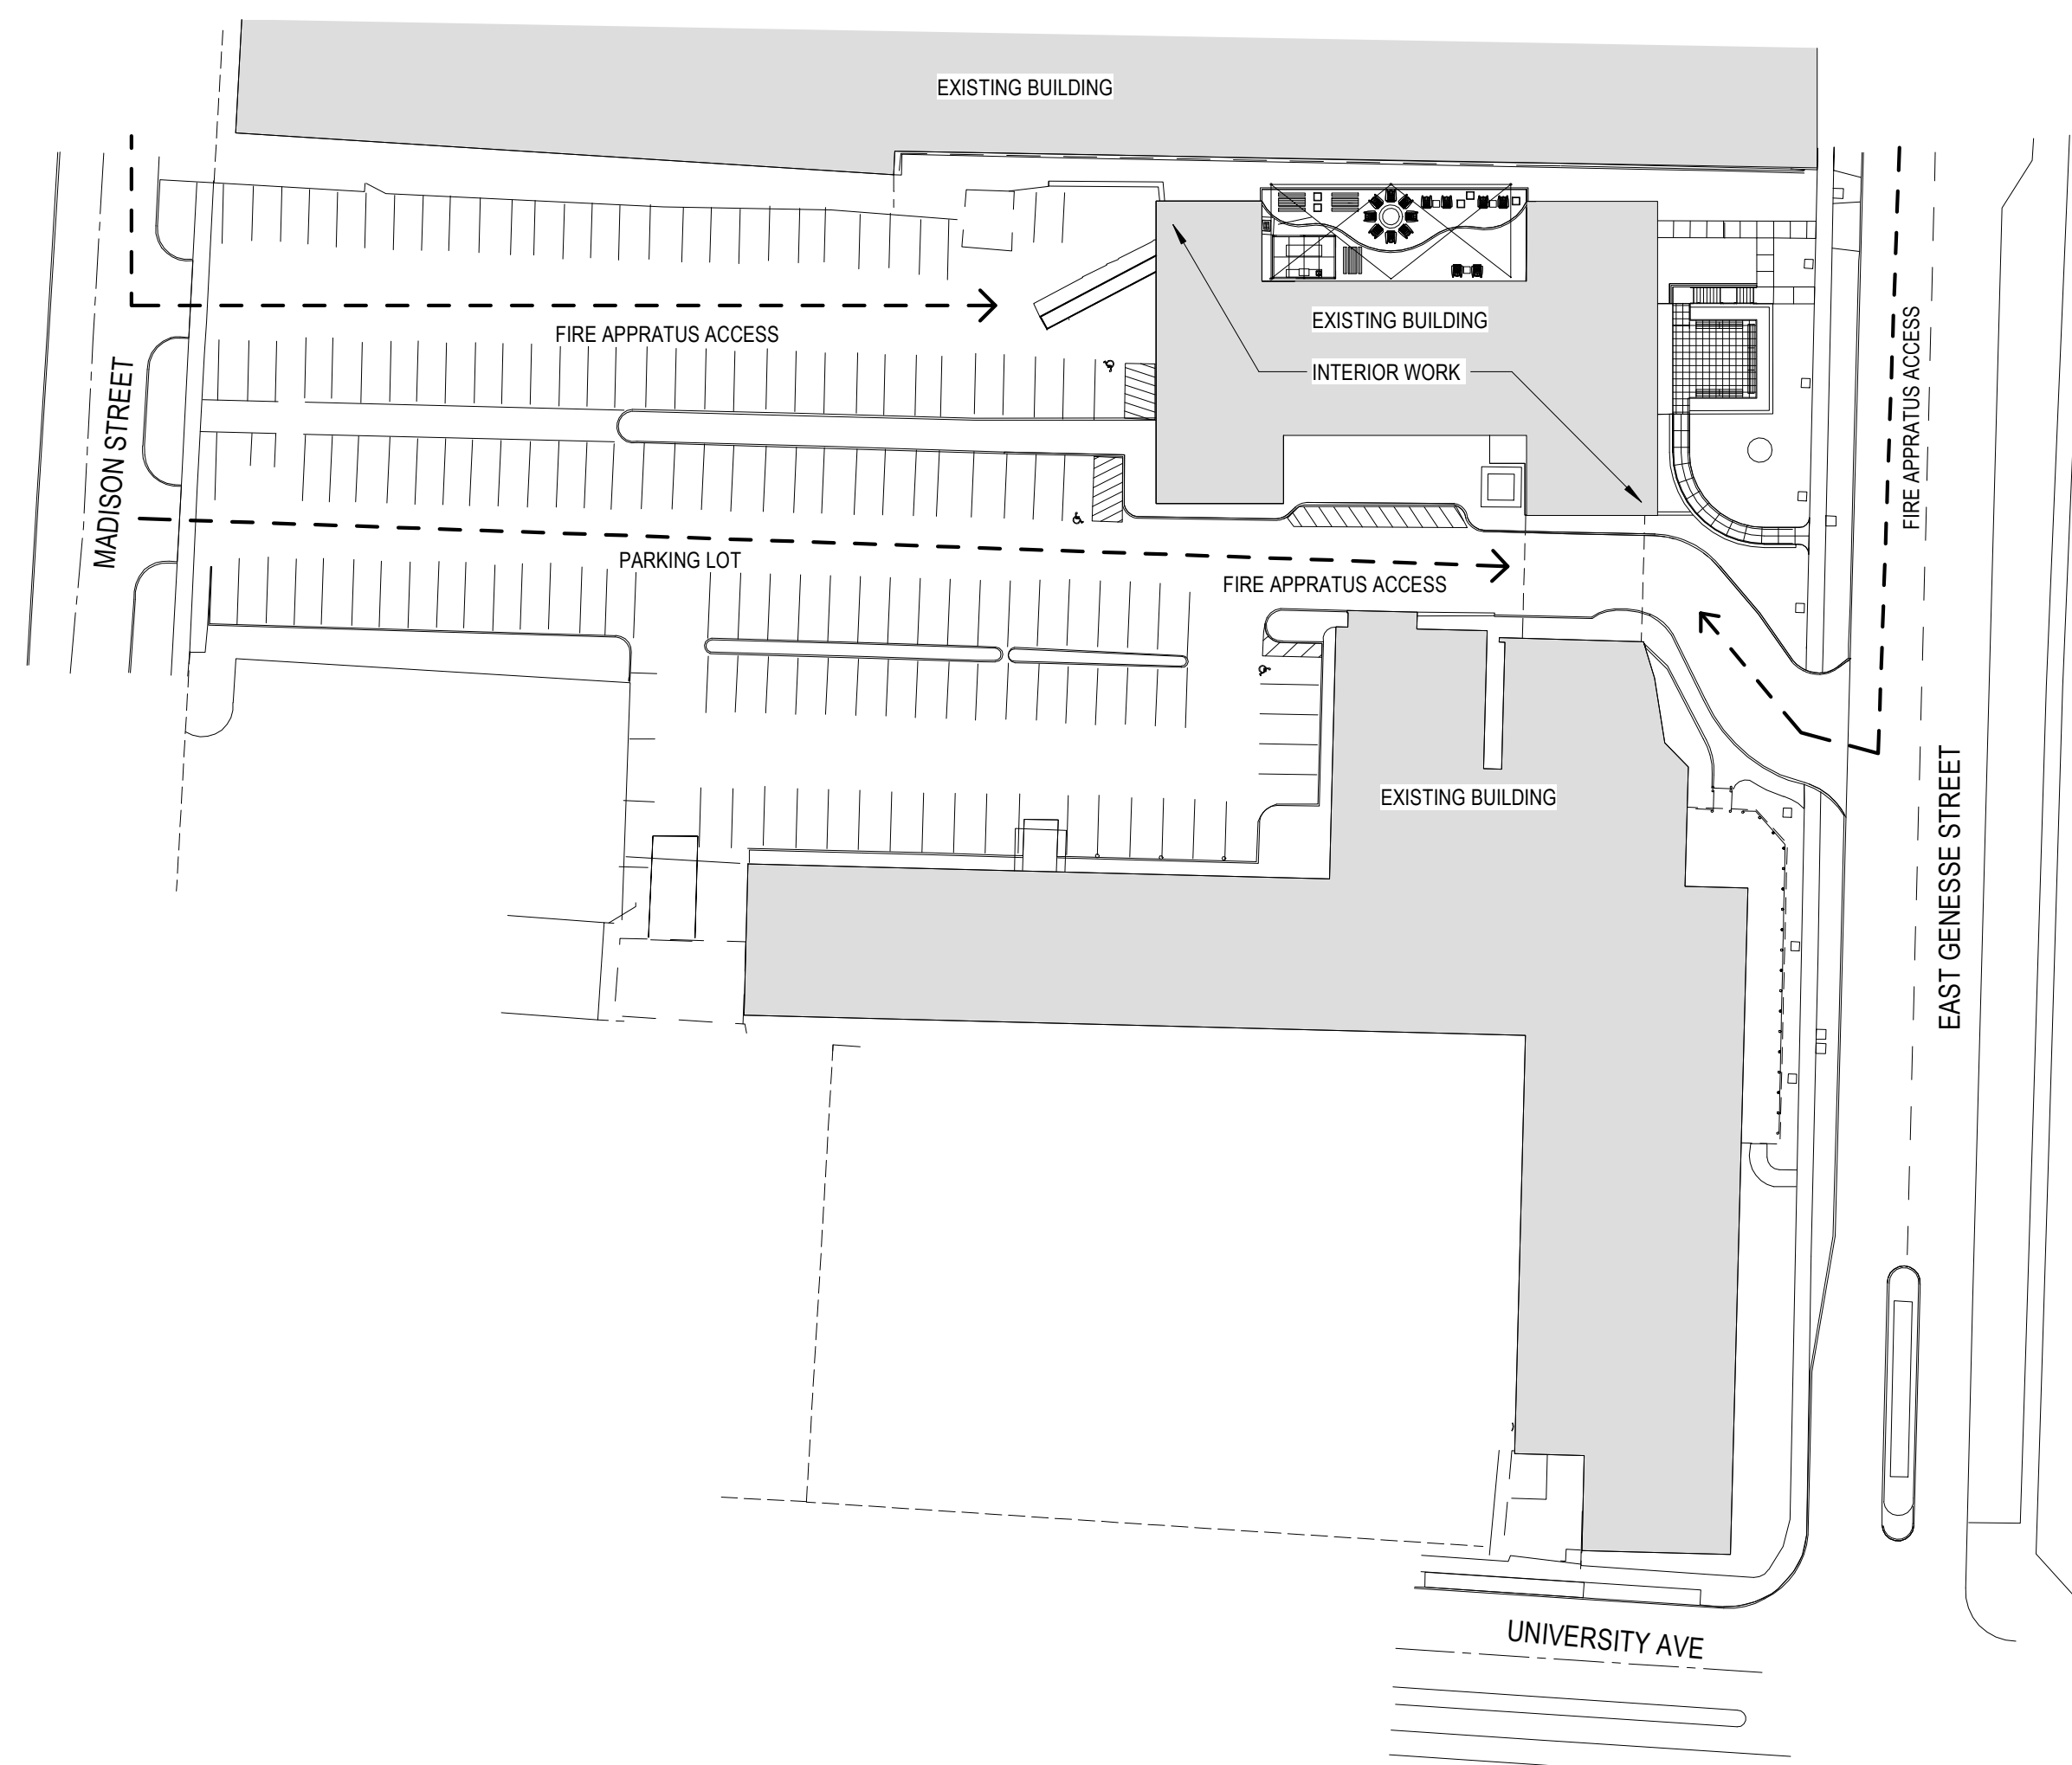 EXISTING BUILDING
FIRE APPRATUS ACCESS
EXISTING BUILDING
INTERIOR WORK
MADISON STREET
FIRE APPRATUS ACCESS
PARKING LOT
FIRE APPRATUS ACCESS
EXISTING BUILDING
EAST GENESSE STREET
UNIVERSITY AVE